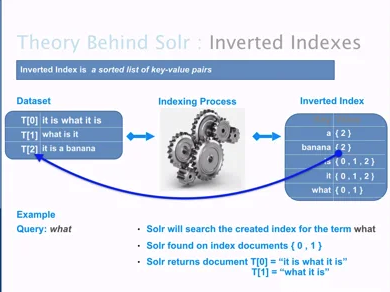 Theory Behind Solr : Inverted Indexes
Inverted Index is a sorted list of key-value pairs
Dataset
Indexing Process
Inverted Index
T[0] it is what it is
T[1] what is it
T[2] it is a banana
a { 2 }
banana { 2 }
is { 0 , 1 , 2 }
it { 0 , 1, 2 }
what { 0 , 1 }
Example
Query: what
• Solr will search the created index for the term what
• Solr found on index documents { 0 , 1 }
• Solr returns document T[0] = “it is what it is”
T[1] = “what it is”